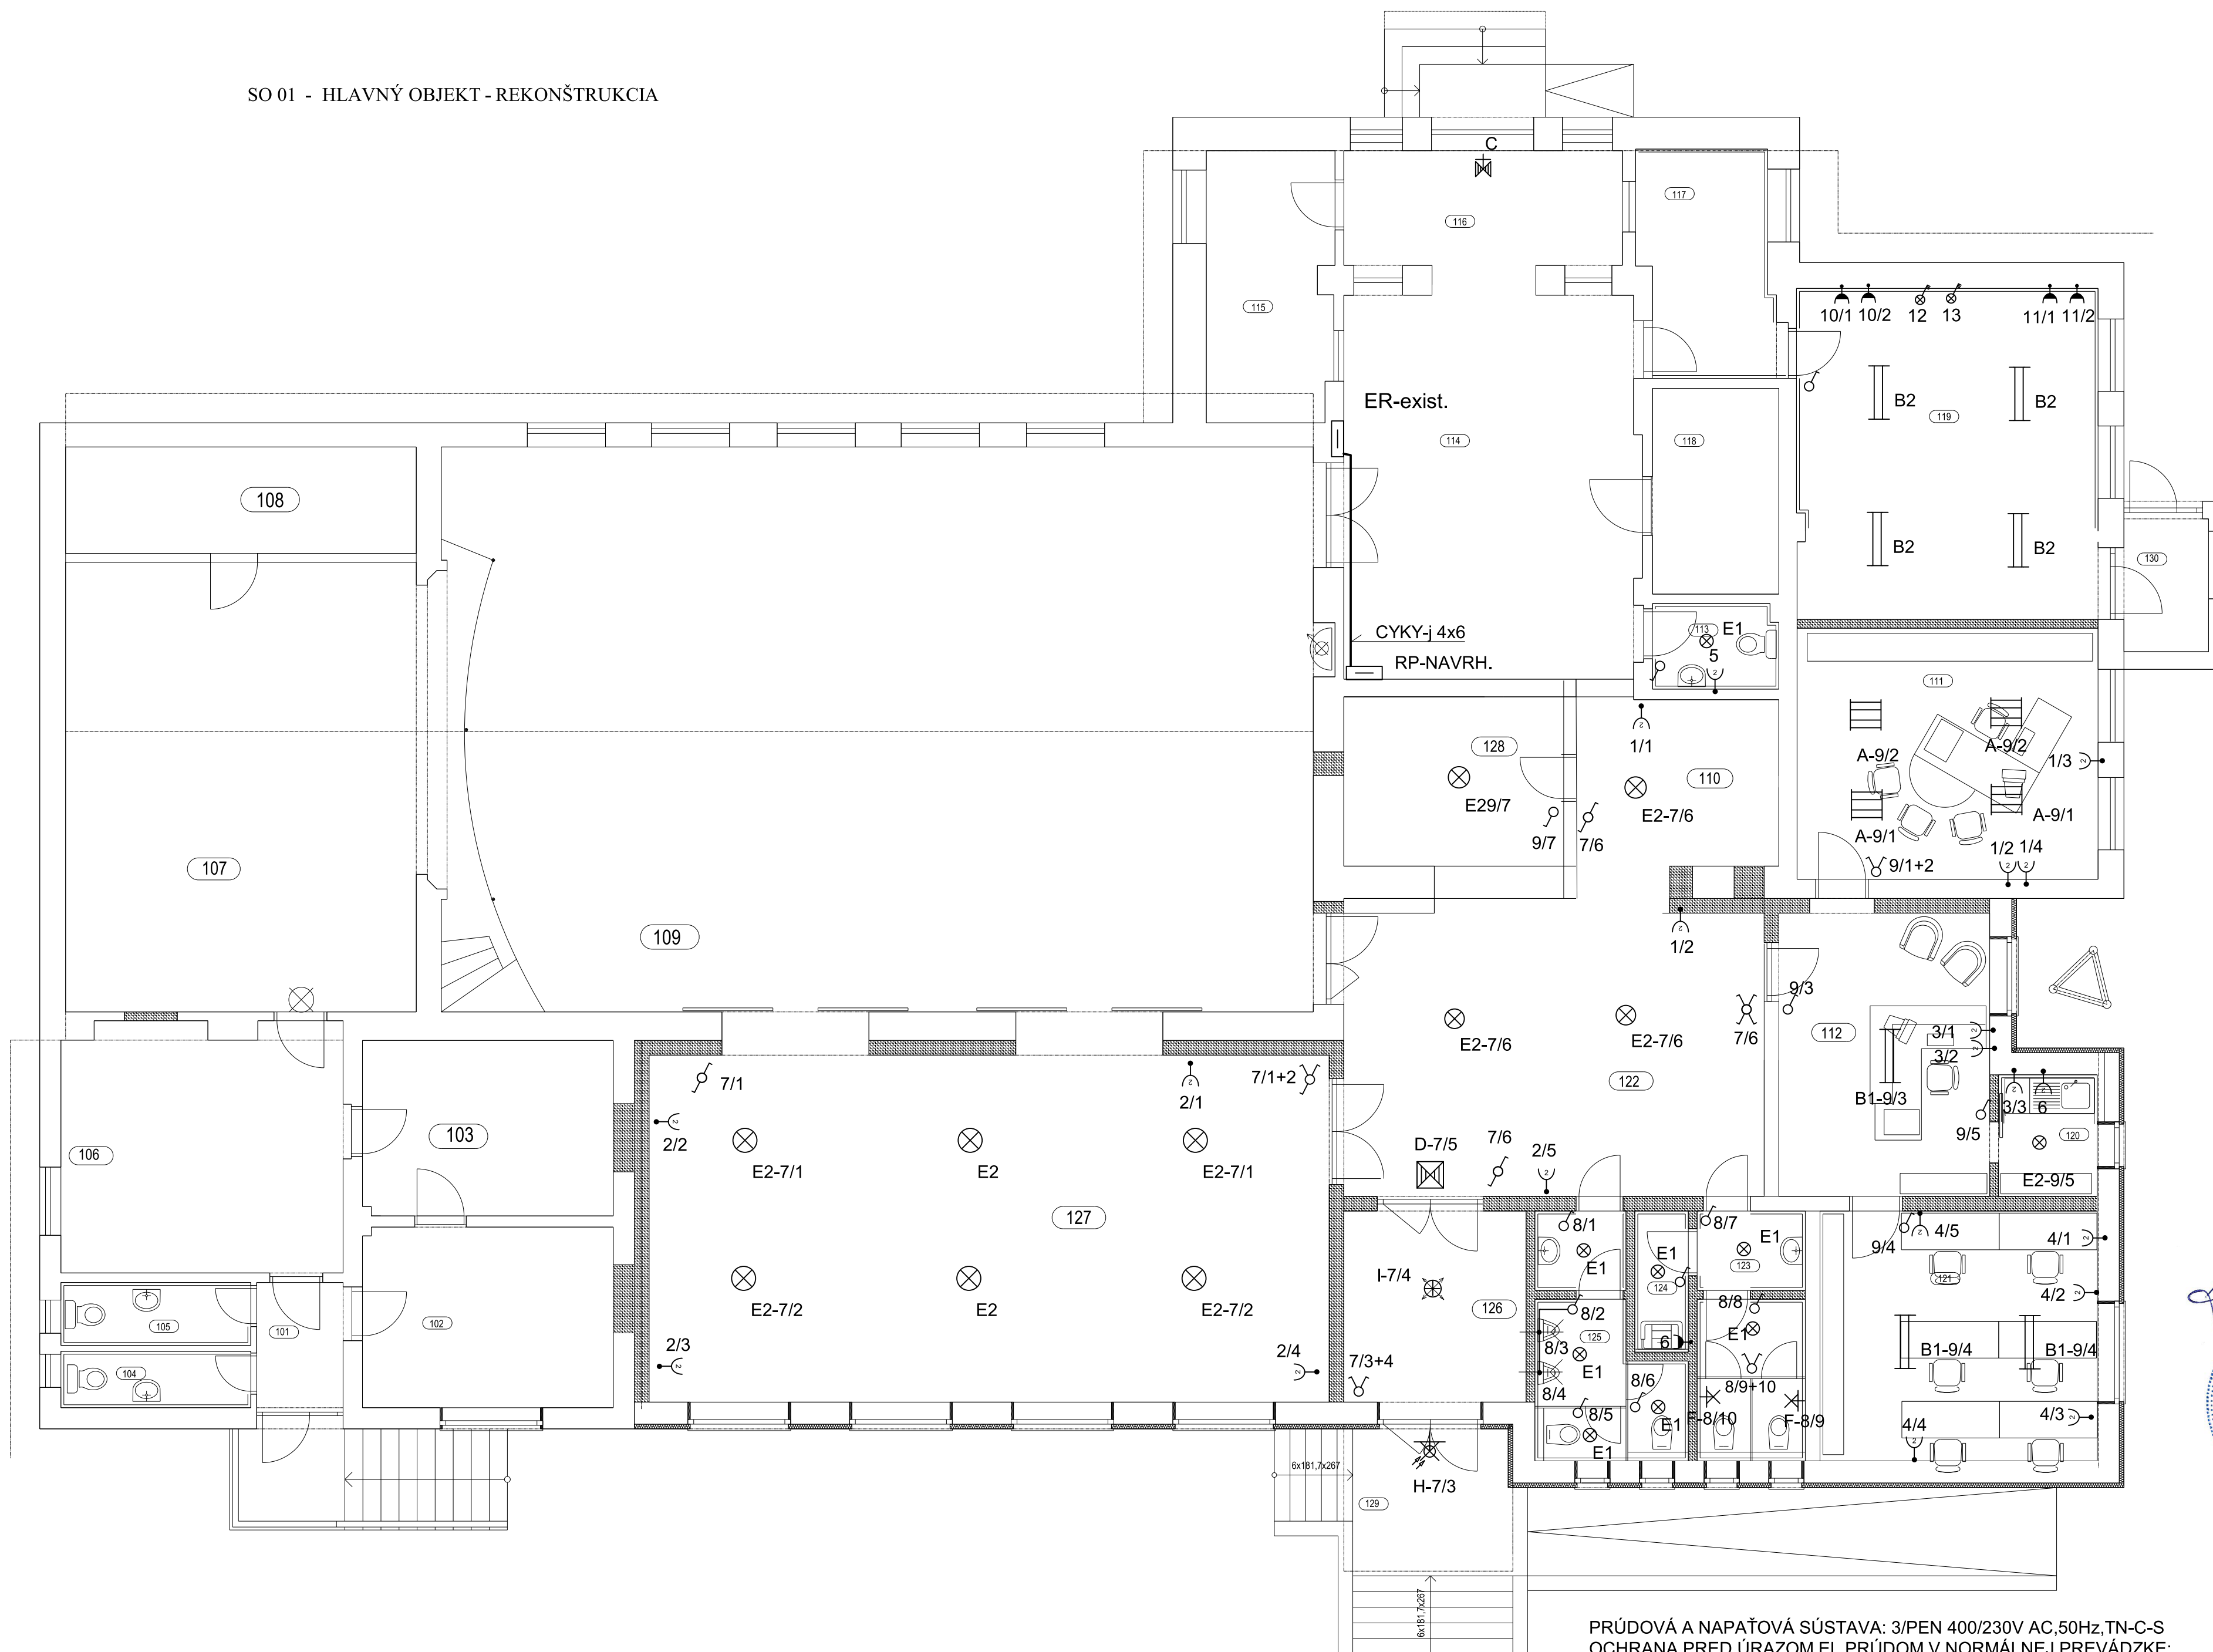 SO 01 - HLAVNÝ OBJEKT - REKONŠTRUKCIA
C
117
116
115
10/1 10/2 12 13 11/1 11/2
ER-exist.
B2
B2
119
114
118
108
B2
B2
130
CYKY-j 4x6
113
E1
5
RP-NAVRH.
111
128
1/1
110
A-9/2
A-9/2
1/3
E29/7
E2-7/6
9/7
7/6
A-9/1
A-9/1
107
9/1+2
1/2 1/4
109
1/2
9/3
E2-7/6
E2-7/6
7/6
112
3/1
3/2
7/1
7/1+2
122
2/1
B1-9/3
3/3 6
103
2/2
106
9/5
120
D-7/5
7/6
2/5
E2-7/1
E2
E2-7/1
E2-9/5
127
8/1
8/7
4/5
4/1
9/4
E1
E1
E1
I-7/4
123
121
124
4/2
E2-7/2
E2
E2-7/2
126
8/2
8/8
105
101
102
125
E1
8/3
6
2/3
2/4
B1-9/4
B1-9/4
104
7/3+4
E1
8/4
8/6
8/9+10
8/5
E1
F-8/10
F-8/9
4/4
4/3
E1
6x181,7x267
H-7/3
129
6x181,7x267
PRÚDOVÁ A NAPAŤOVÁ SÚSTAVA: 3/PEN 400/230V AC,50Hz,TN-C-S
OCHRANA PRED ÚRAZOM EL.PRÚDOM V NORMÁLNEJ PREVÁDZKE: